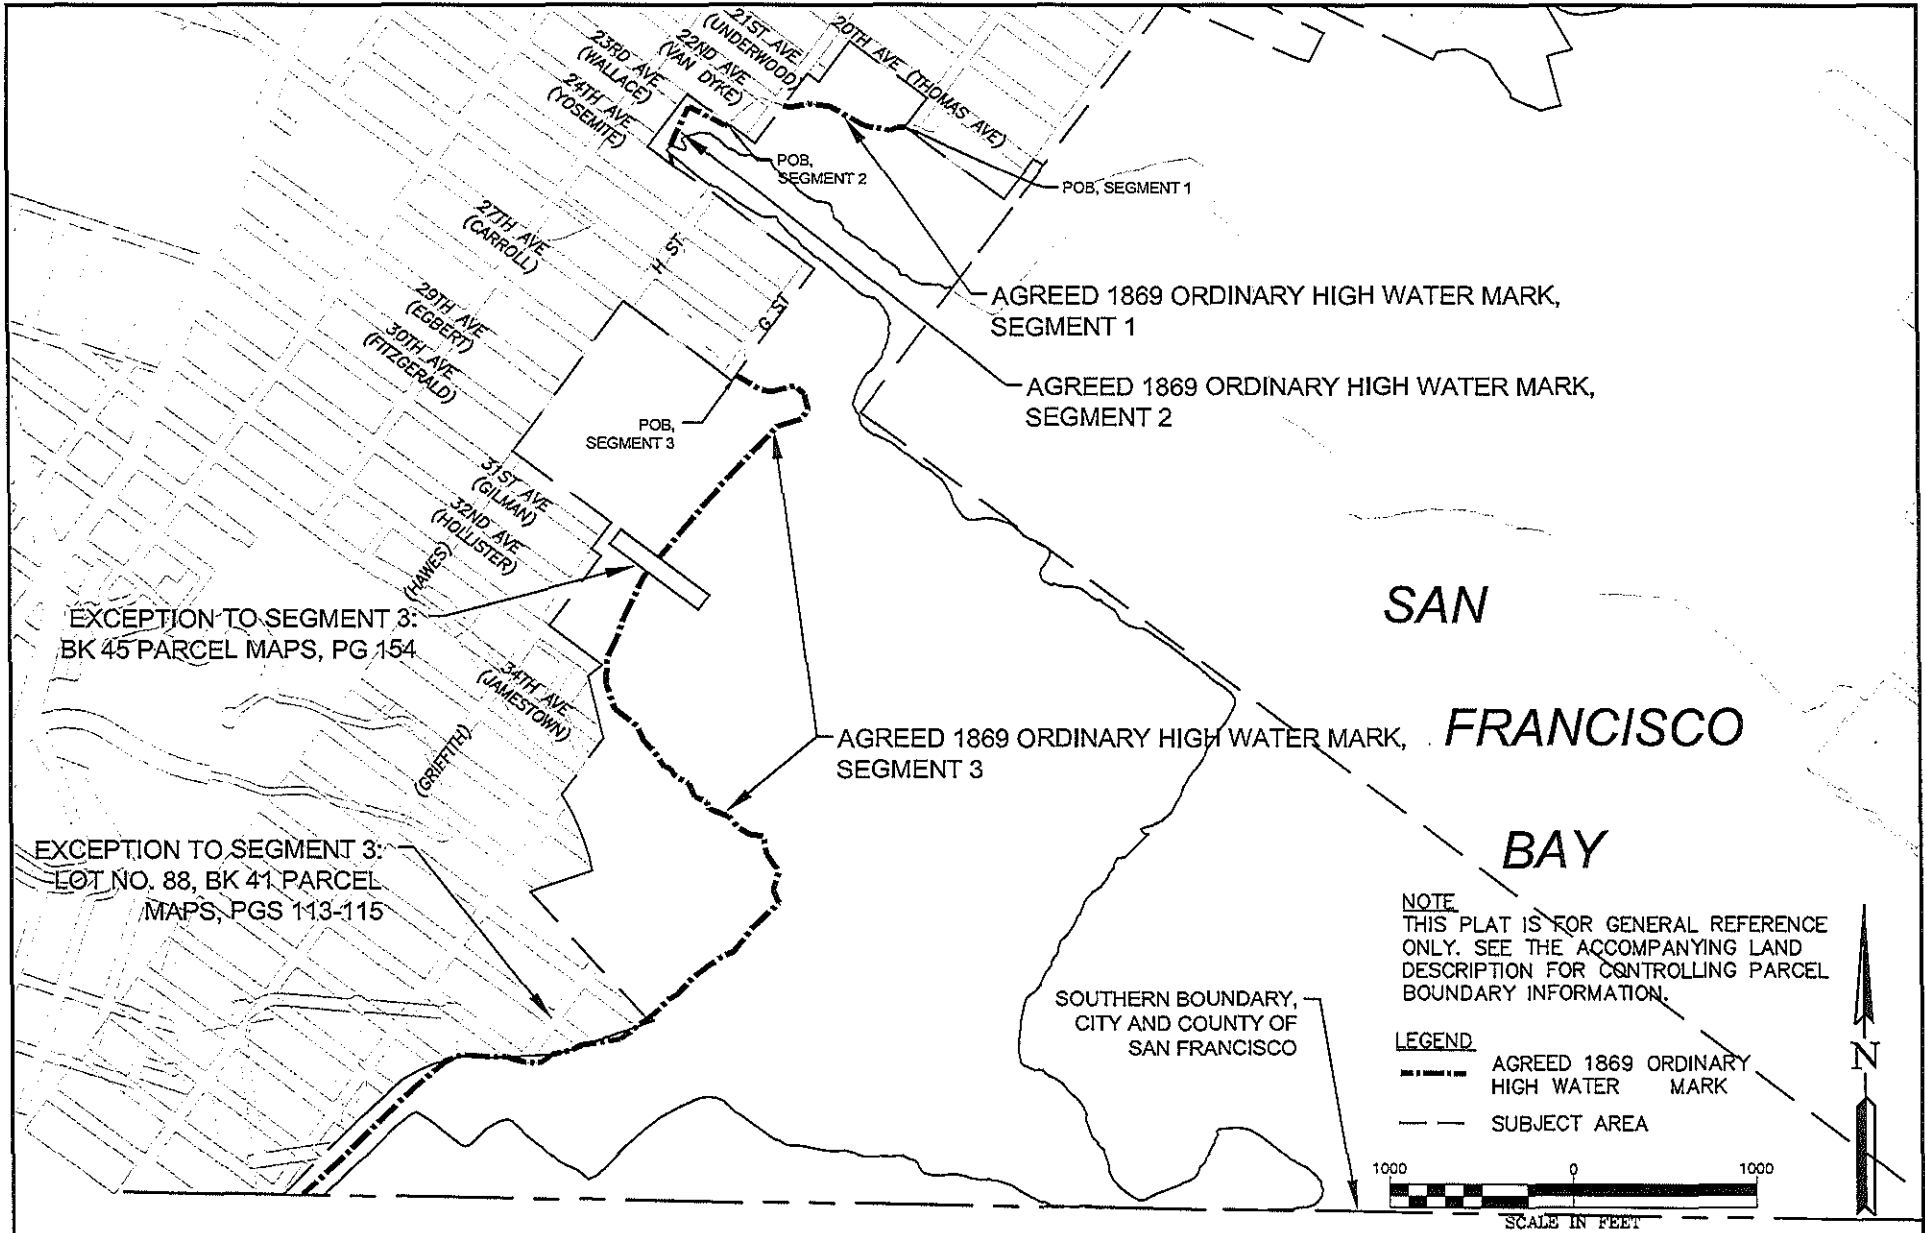 20TH AVE (THOMAS AVE)
21ST AVE
(UNDERWOOD)
22ND AVE
(VAN DYKE)
23RD AVE
(WALLACE)
24TH AVE
(YOSEMITE)
POB,
SEGMENT 2
POB, SEGMENT 1
27TH AVE
(CARROLL)
H ST
G ST
29TH AVE
(EGBERT)
30TH AVE
(FITZGERALD)
AGREED 1869 ORDINARY HIGH WATER MARK,
SEGMENT 1
AGREED 1869 ORDINARY HIGH WATER MARK,
SEGMENT 2
POB,
SEGMENT 3
31ST AVE
(GILMAN)
32ND AVE
(HOLLISTER)
(HAWES)
EXCEPTION TO SEGMENT 3:
BK 45 PARCEL MAPS, PG 154
34TH AVE
(JAMESTOWN)
(GRIFFITH)
AGREED 1869 ORDINARY HIGH WATER MARK,
SEGMENT 3
SAN
FRANCISCO
BAY
EXCEPTION TO SEGMENT 3:
LOT NO. 88, BK 41 PARCEL
MAPS, PGS 113-115
NOTE
THIS PLAT IS FOR GENERAL REFERENCE
ONLY. SEE THE ACCOMPANYING LAND
DESCRIPTION FOR CONTROLLING PARCEL
BOUNDARY INFORMATION.
SOUTHERN BOUNDARY,
CITY AND COUNTY OF
SAN FRANCISCO
LEGEND
AGREED 1869 ORDINARY
HIGH WATER MARK
SUBJECT AREA
N
1000 0 1000
SCALE IN FEET